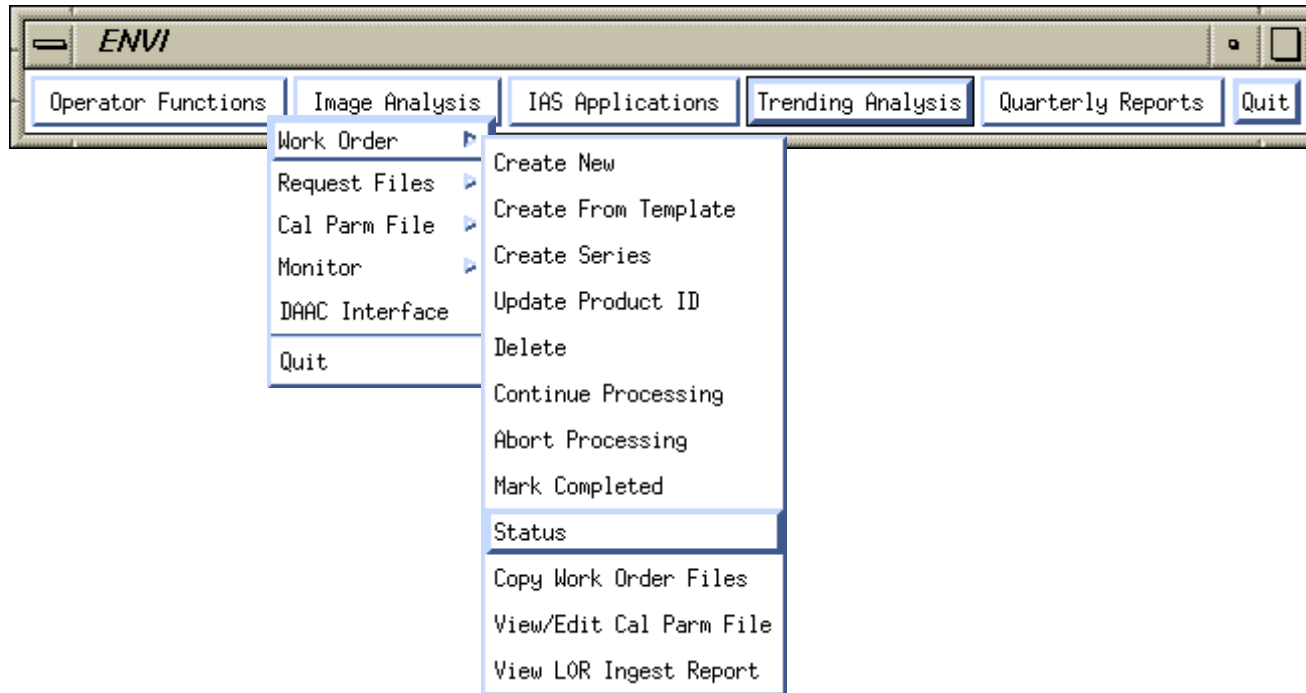 ENVI
Operator Functions Image Analysis IAS Applications Trending Analysis Quarterly Reports Quit
Work Order
Request Files
Cal Parm File
Monitor
DAAC Interface
Quit
Create New
Create From Template
Create Series
Update Product ID
Delete
Continue Processing
Abort Processing
Mark Completed
Status
Copy Work Order Files
View/Edit Cal Parm File
View LOR Ingest Report